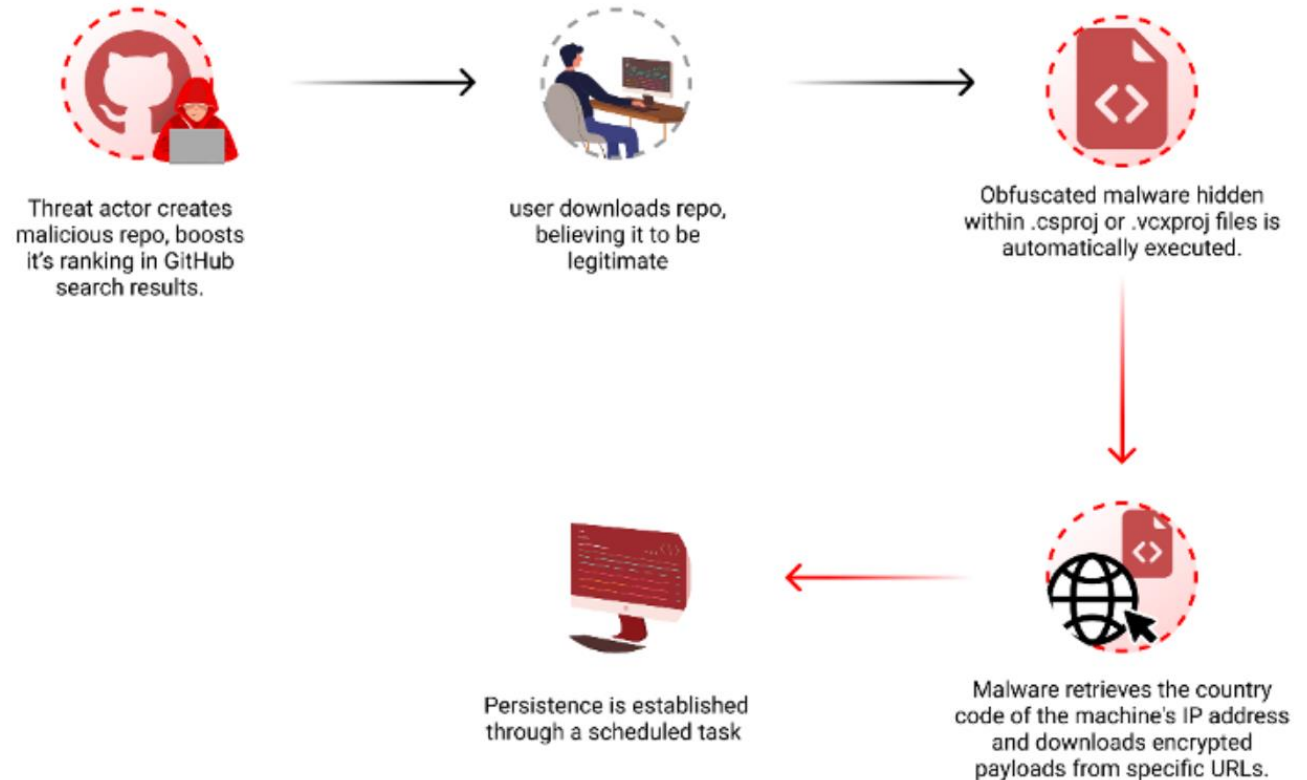 Threat actor creates
malicious repo, boosts
it's ranking in GitHub
search results.
user downloads repo,
believing it to be
legitimate
Obfuscated malware hidden
within .csproj or .vcxproj files is
automatically executed.
Malware retrieves the country
code of the machine's IP address
and downloads encrypted
payloads from specific URLs.
Persistence is established
through a scheduled task